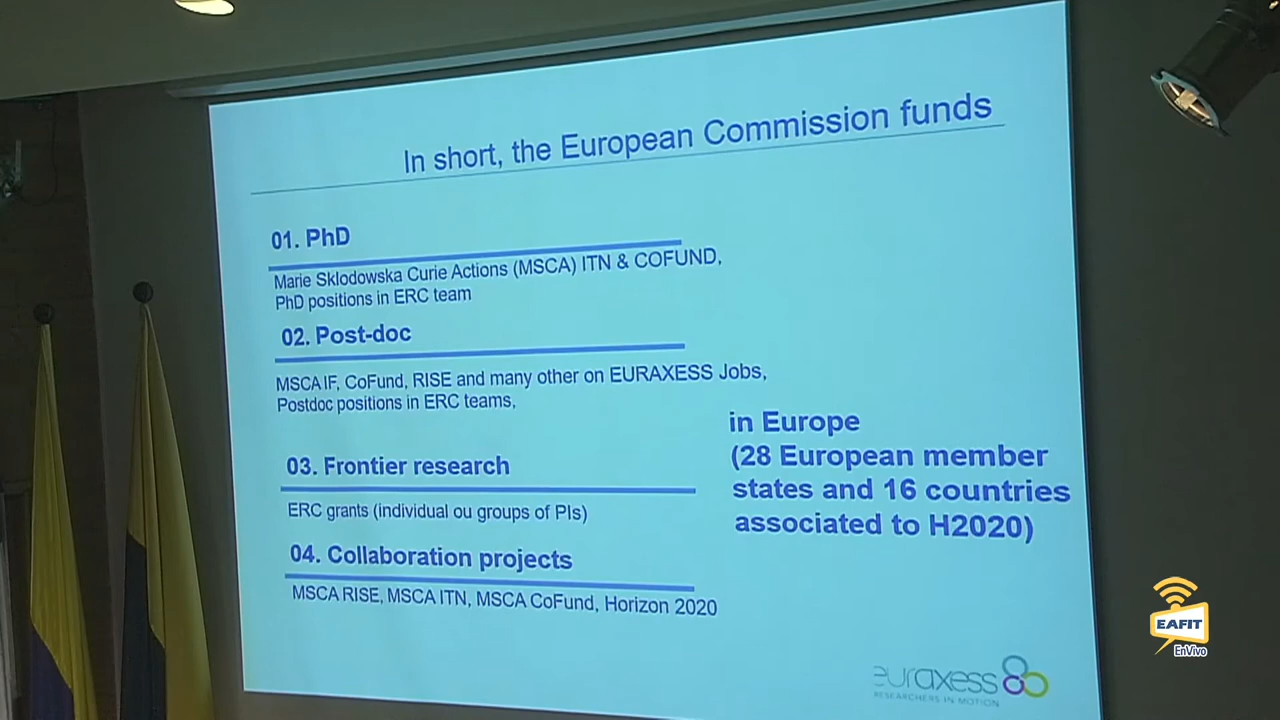 In short, the European Commission funds
01. PhD
Marie Sklodowska Curie Actions (MSCA) ITN & COFUND,
PhD positions in ERC team
02. Post-doc
MSCA IF, CoFund, RISE and many other on EURAXESS Jobs,
Postdoc positions in ERC teams,
03. Frontier research
ERC grants (individual ou groups of PIs)
04. Collaboration projects
MSCA RISE, MSCA ITN, MSCA CoFund, Horizon 2020
in Europe
(28 European member
states and 16 countries
associated to H2020)
euraxess
RESEARCHERS IN MOTION
EAFIT
EnVivo